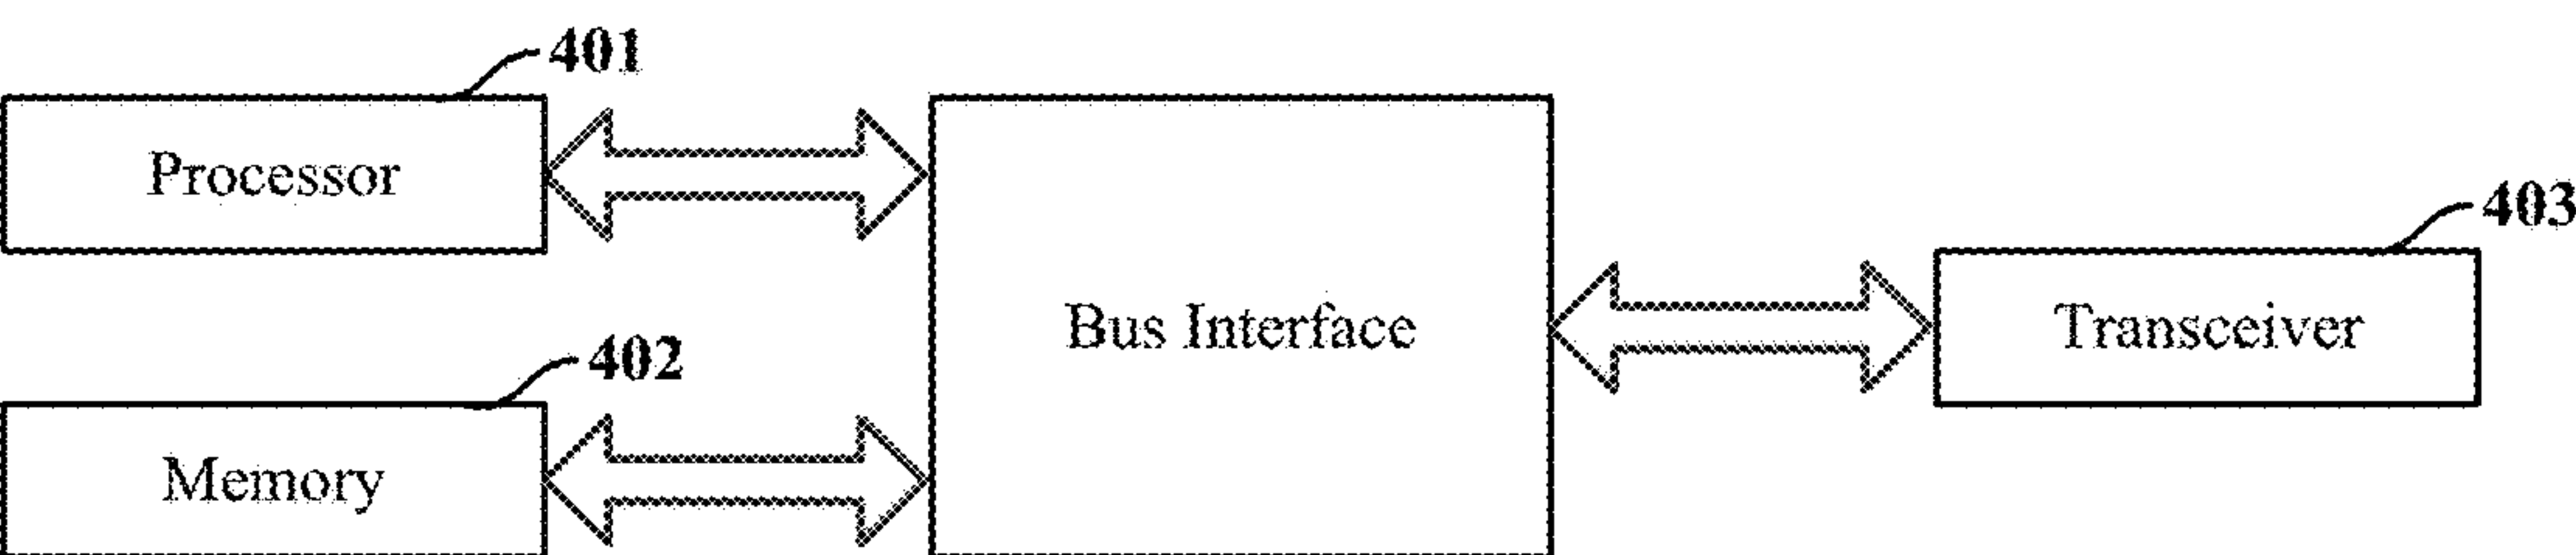 401
Processor
403
Bus Interface
Transceiver
402
Memory